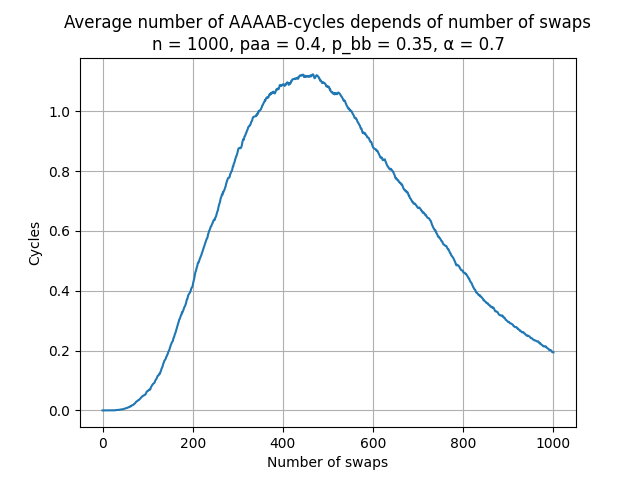 Average number of AAAAB-cycles depends of number of swaps
n = 1000, paa = 0.4, p_bb = 0.35, α = 0.7
1.0
0.8
0.6
0.4
0.2
0.0
Cycles
0 200 400 600 800 1000
Number of swaps